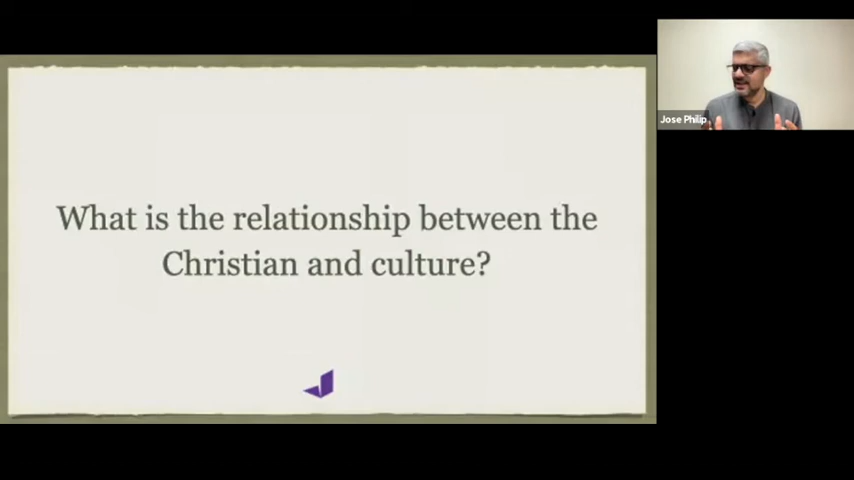 What is the relationship between the
Christian and culture?
Jose Philip